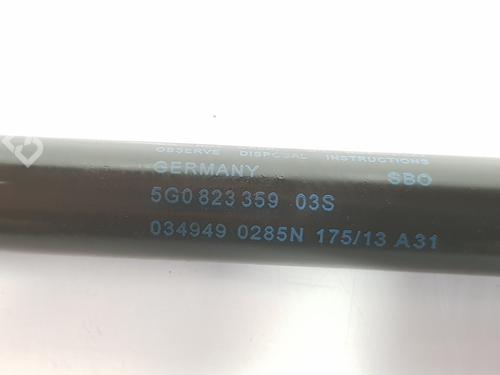 OBSERVE DISPOSAL INSTRUCTIONS
GERMANY SBO
5G0 823 359 03S
034949 0285N 175/13 A31